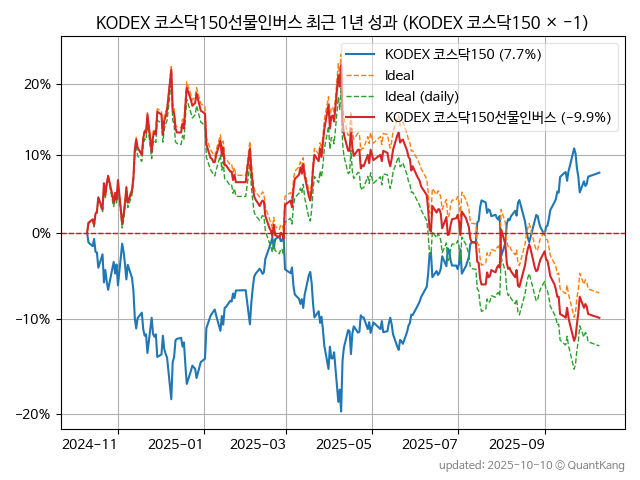 KODEX 코스닥150선물인버스 최근 1년 성과 (KODEX 코스닥150 × −1)
KODEX 코스닥150 (7.7%)
Ideal
Ideal (daily)
KODEX 코스닥150선물인버스 (−9.9%)
20%
10%
0%
−10%
−20%
2024-11
2025-01
2025-03
2025-05
2025-07
2025-09
updated: 2025-10-10 © QuantKang